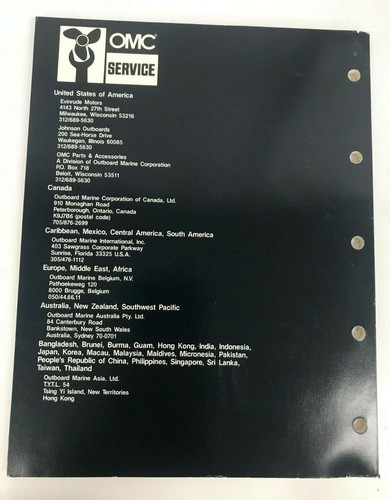 OMC
SERVICE
United States of America
Evinrude Motors
4143 North 27th Street
Milwaukee, Wisconsin 53216
312/689-5630
Johnson Outboards
200 Sea-Horse Drive
Waukegan, Illinois 60085
312/689-5630
OMC Parts & Accessories
A Division of Outboard Marine Corporation
P.O. Box 718
Beloit, Wisconsin 53511
312/689-5630
Canada
Outboard Marine Corporation of Canada, Ltd.
910 Monaghan Road
Peterborough, Ontario, Canada
K9J7B6 (postal code)
705/876-2699
Caribbean, Mexico, Central America, South America
Outboard Marine International, Inc.
403 Sawgrass Corporate Parkway
Sunrise, Florida 33325 U.S.A.
305/476-1112
Europe, Middle East, Africa
Outboard Marine Belgium, N.V.
Pathoekeweg 120
8000 Brugge, Belgium
050/44.66.11
Australia, New Zealand, Southwest Pacific
Outboard Marine Australia Pty. Ltd.
84 Canterbury Road
Bankstown, New South Wales
Australia, Sydney 70-0701
Bangladesh, Brunei, Burma, Guam, Hong Kong, India, Indonesia,
Japan, Korea, Macau, Malaysia, Maldives, Micronesia, Pakistan,
People's Republic of China, Philippines, Singapore, Sri Lanka,
Taiwan, Thailand
Outboard Marine Asia, Ltd.
T.Y.T.L. 54
Tsing Yi Island, New Territories
Hong Kong